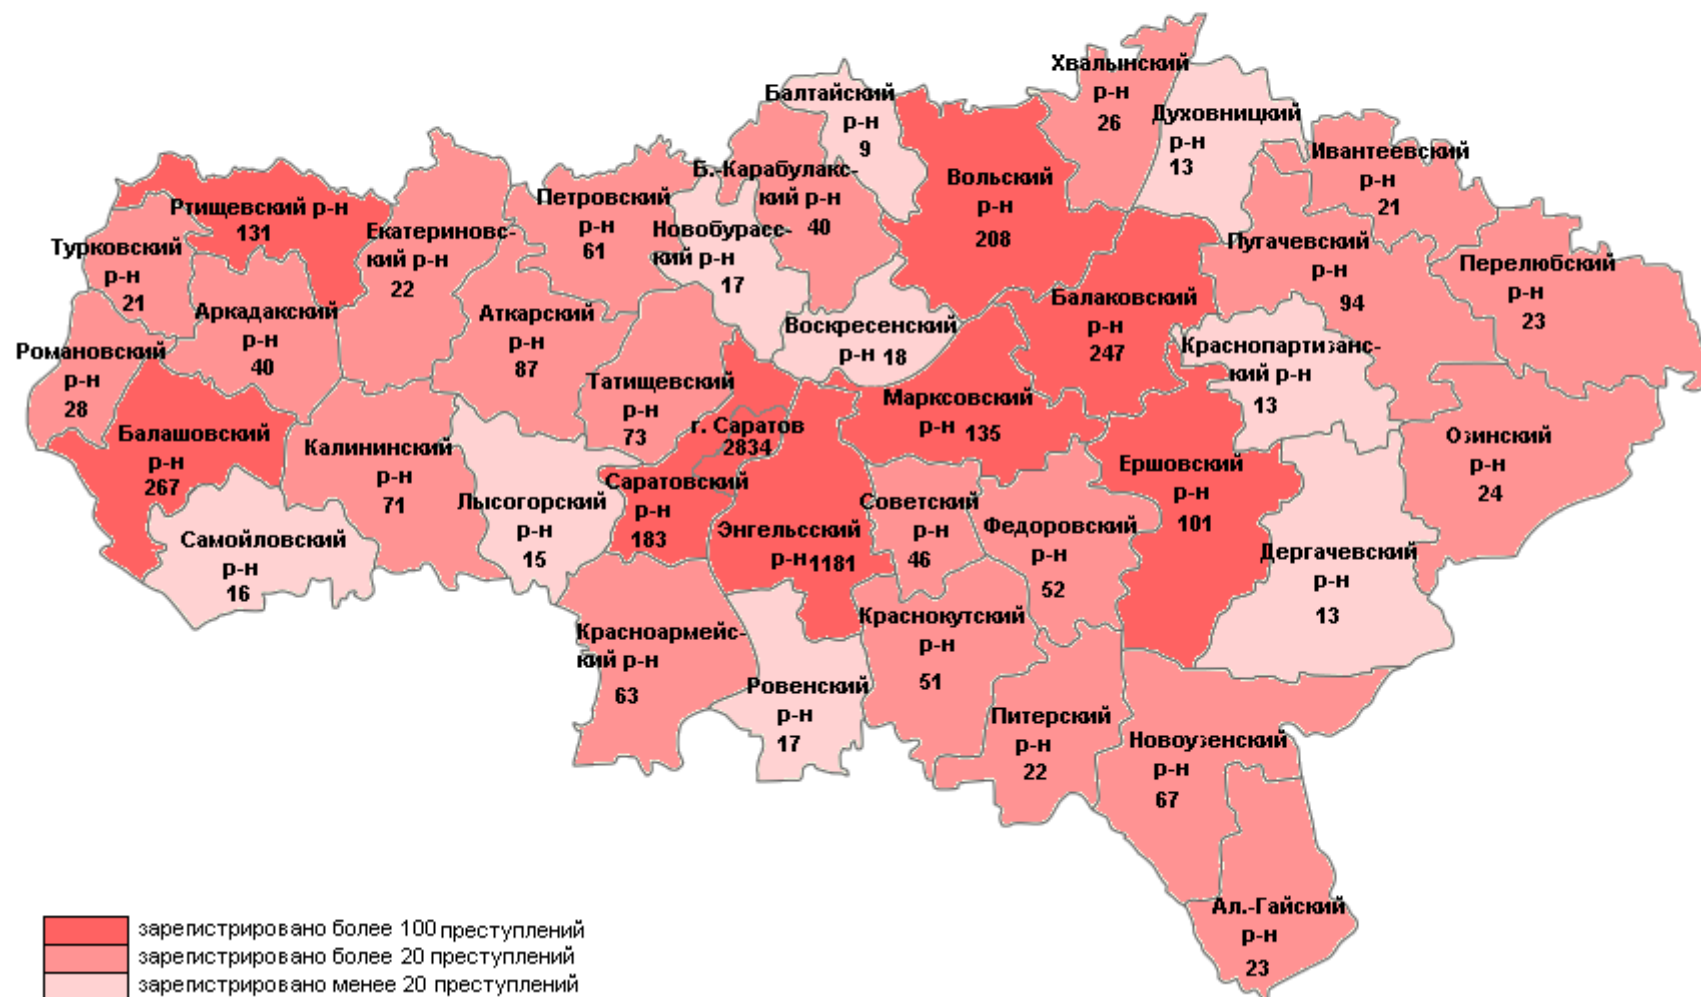 Хвалынский
р-н
26
Балтайский
р-н
9
Духовницкий
р-н
13
Ивантеевский
р-н
21
Б.-Карабулакс-
кий р-н
40
Вольский
р-н
208
Петровский
р-н
61
Ртищевский р-н
131
Екатериновс-
кий р-н
22
Новобурасс-
кий р-н
17
Турковский
р-н
21
Пугачевский
р-н
94
Перелюбский
р-н
23
Аркадакский
р-н
40
Аткарский
р-н
87
Балаковский
р-н
247
Воскресенский
р-н 18
Романовский
р-н
28
Краснопартизанс-
кий р-н
13
Татищевский
р-н
73
Марксовский
р-н 135
г. Саратов
2834
Балашовский
р-н
267
Калининский
р-н
71
Озинский
р-н
24
Ершовский
р-н
101
Лысогорский
р-н
15
Саратовский
р-н
183
Советский
р-н
46
Энгельсский
р-н 1181
Федоровский
р-н
52
Самойловский
р-н
16
Дергачевский
р-н
13
Красноармейс-
кий р-н
63
Краснокутский
р-н
51
Ровенский
р-н
17
Питерский
р-н
22
Новоузенский
р-н
67
Ал.-Гайский
р-н
23
зарегистрировано более 100 преступлений
зарегистрировано более 20 преступлений
зарегистрировано менее 20 преступлений